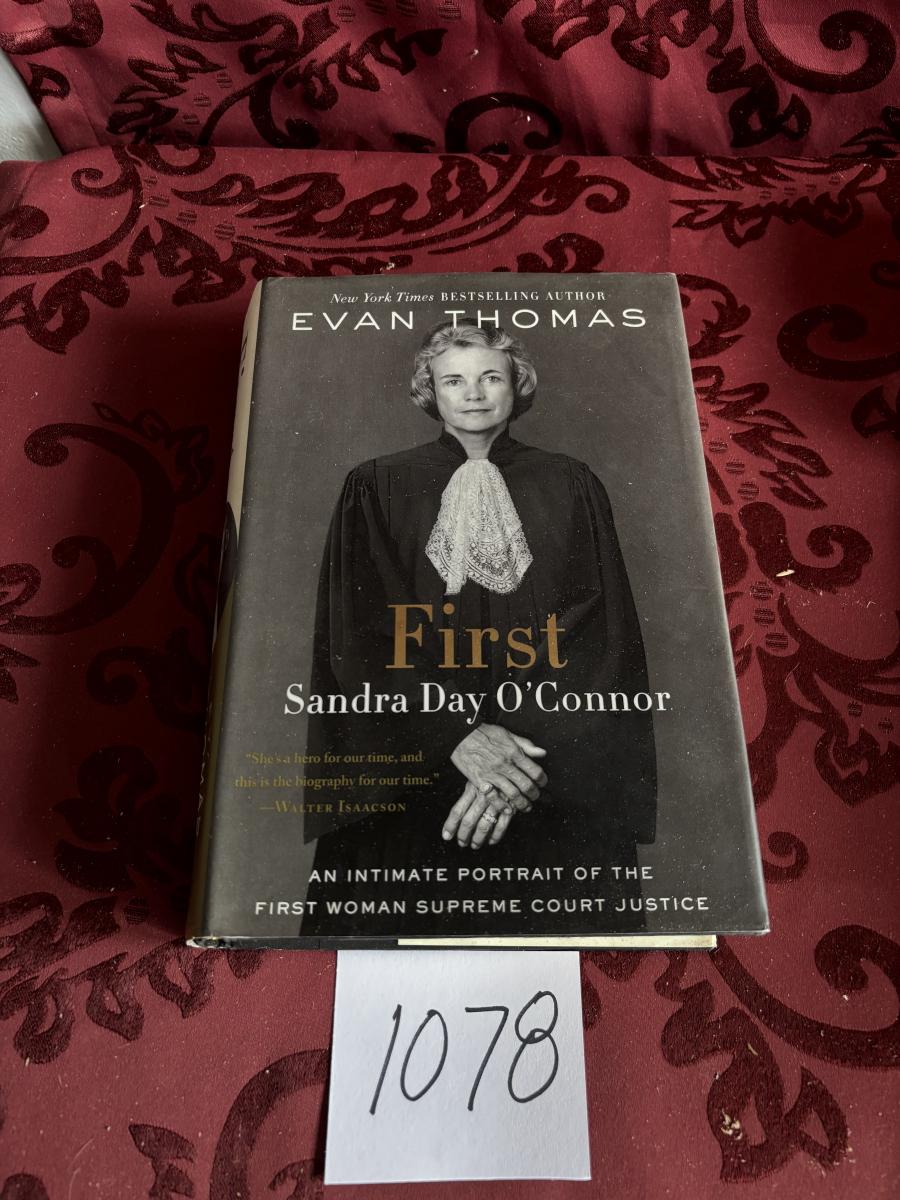 New York Times BESTSELLING AUTHOR
EVAN THOMAS
First
Sandra Day O'Connor
"She's a hero for our time, and
this is the biography for our time."
—WALTER ISAACSON
AN INTIMATE PORTRAIT OF THE
FIRST WOMAN SUPREME COURT JUSTICE
1078